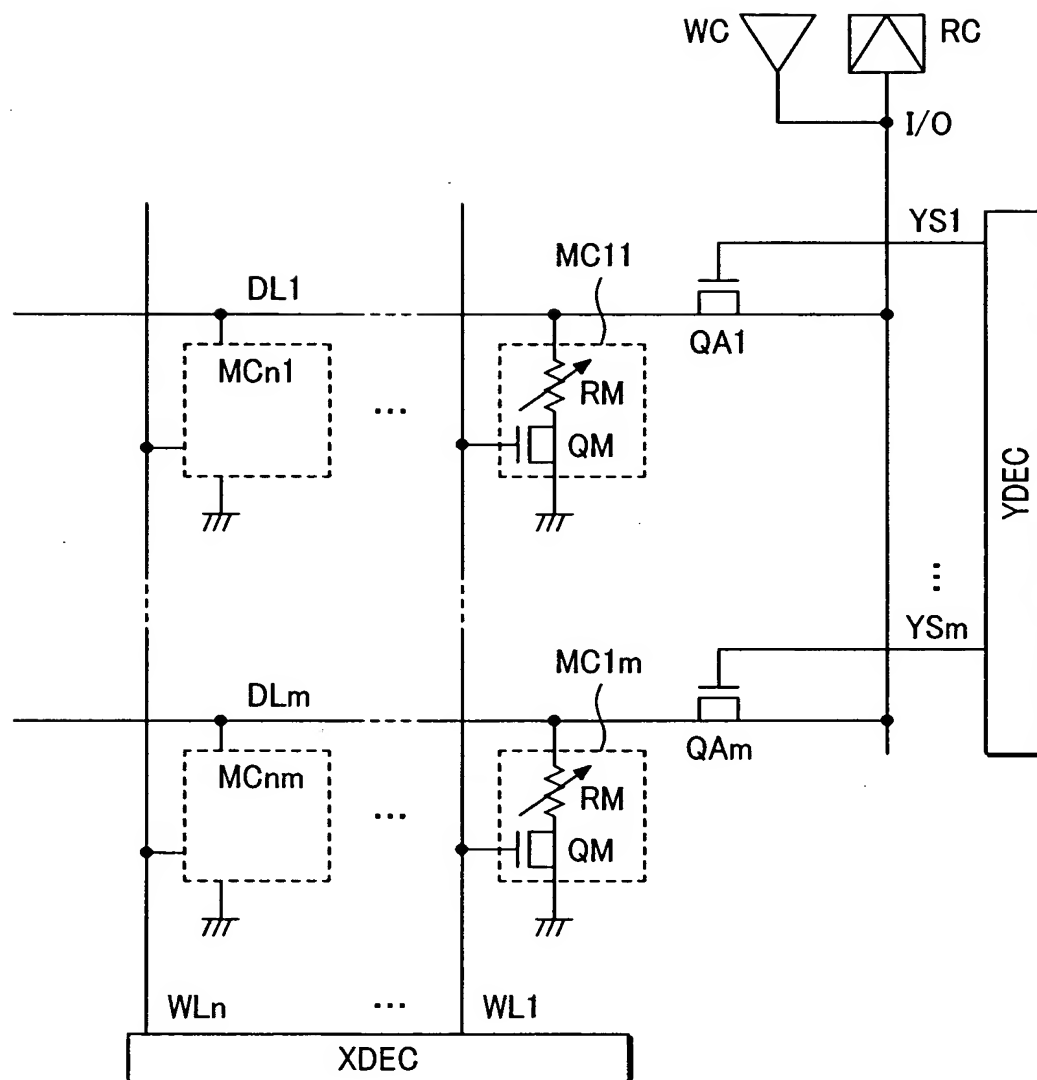 WC
RC
I/O
YS1
MC11
DL1
QA1
MCn1
RM
...
QM
YDEC
...
YSm
MC1m
DLm
QAm
MCnm
RM
...
QM
WLn ... WL1
XDEC